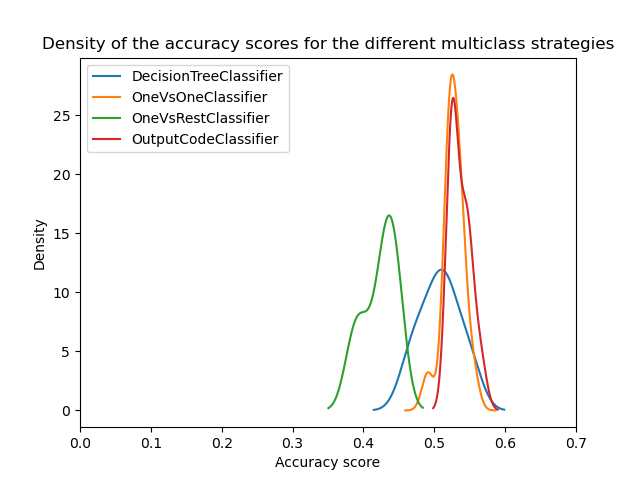 Density of the accuracy scores for the different multiclass strategies
DecisionTreeClassifier
OneVsOneClassifier
OneVsRestClassifier
OutputCodeClassifier
Density
25
20
15
10
5
0
0.0 0.1 0.2 0.3 0.4 0.5 0.6 0.7
Accuracy score